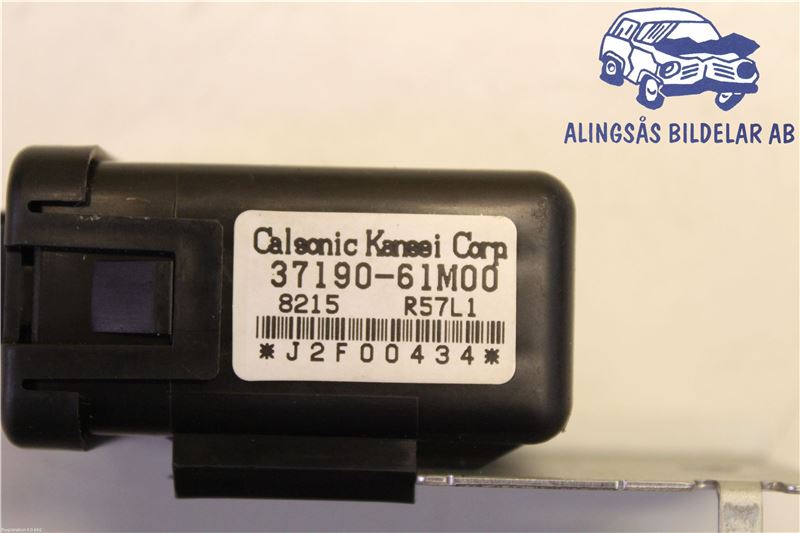 ALINGSÅS BILDELAR AB
Calsonic Kansei Corp
37190-61M00
8215 R57L1
*J2F00434*